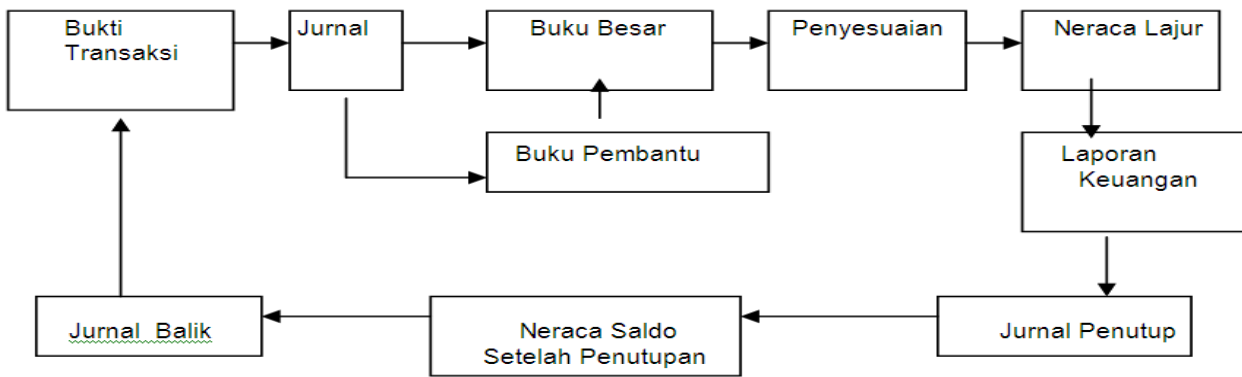 Bukti
Transaksi
Jurnal
Buku Besar
Penyesuaian
Neraca Lajur
Buku Pembantu
Laporan
Keuangan
Jurnal Balik
Neraca Saldo
Setelah Penutupan
Jurnal Penutup